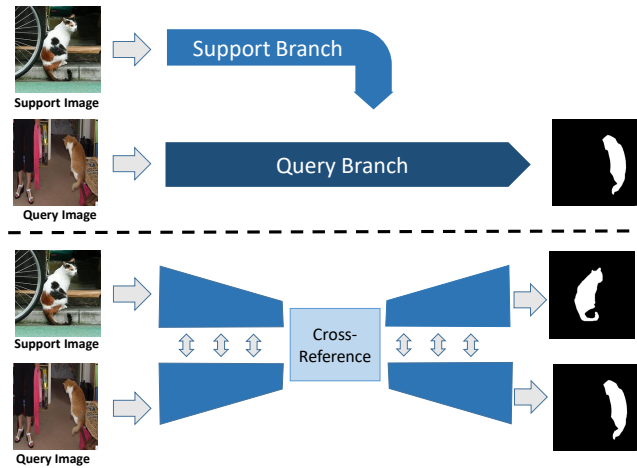 Support Branch
Support Image
Query Branch
Query Image
Support Image
Cross-
Reference
Query Image